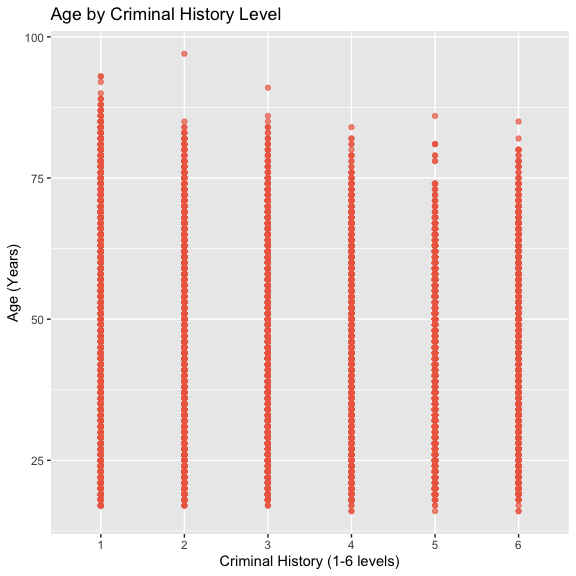 Age by Criminal History Level
100
75
50
25
Age (Years)
1 2 3 4 5 6
Criminal History (1-6 levels)